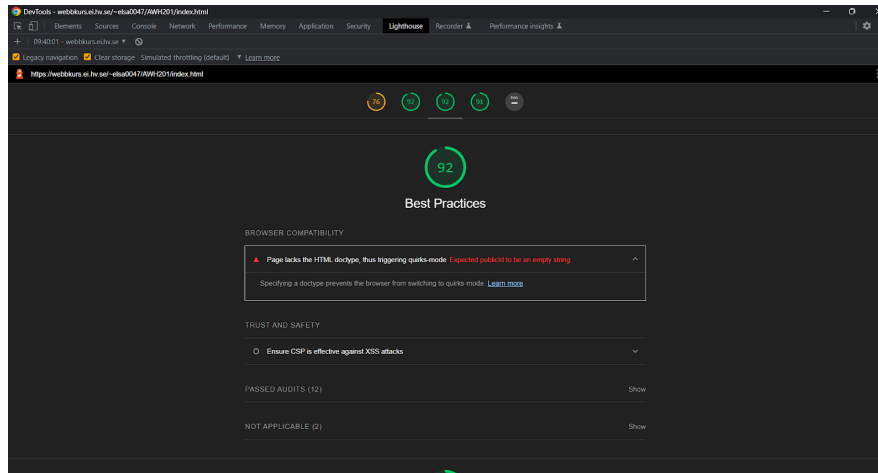 DevTools - webbkurs.ei.hv.se/~elsa0047/AWH201/index.html
Elements Sources Console Network Performance Memory Application Security Lighthouse Recorder Performance insights
09:40:01 - webbkurs.ei.hv.se
Legacy navigation Clear storage Simulated throttling (default) Learn more
https://webbkurs.ei.hv.se/~elsa0047/AWH201/index.html
76 92 92 91
92
Best Practices
BROWSER COMPATIBILITY
Page lacks the HTML doctype, thus triggering quirks-mode Expected publicId to be an empty string
Specifying a doctype prevents the browser from switching to quirks-mode. Learn more.
TRUST AND SAFETY
Ensure CSP is effective against XSS attacks
PASSED AUDITS (12) Show
NOT APPLICABLE (2) Show